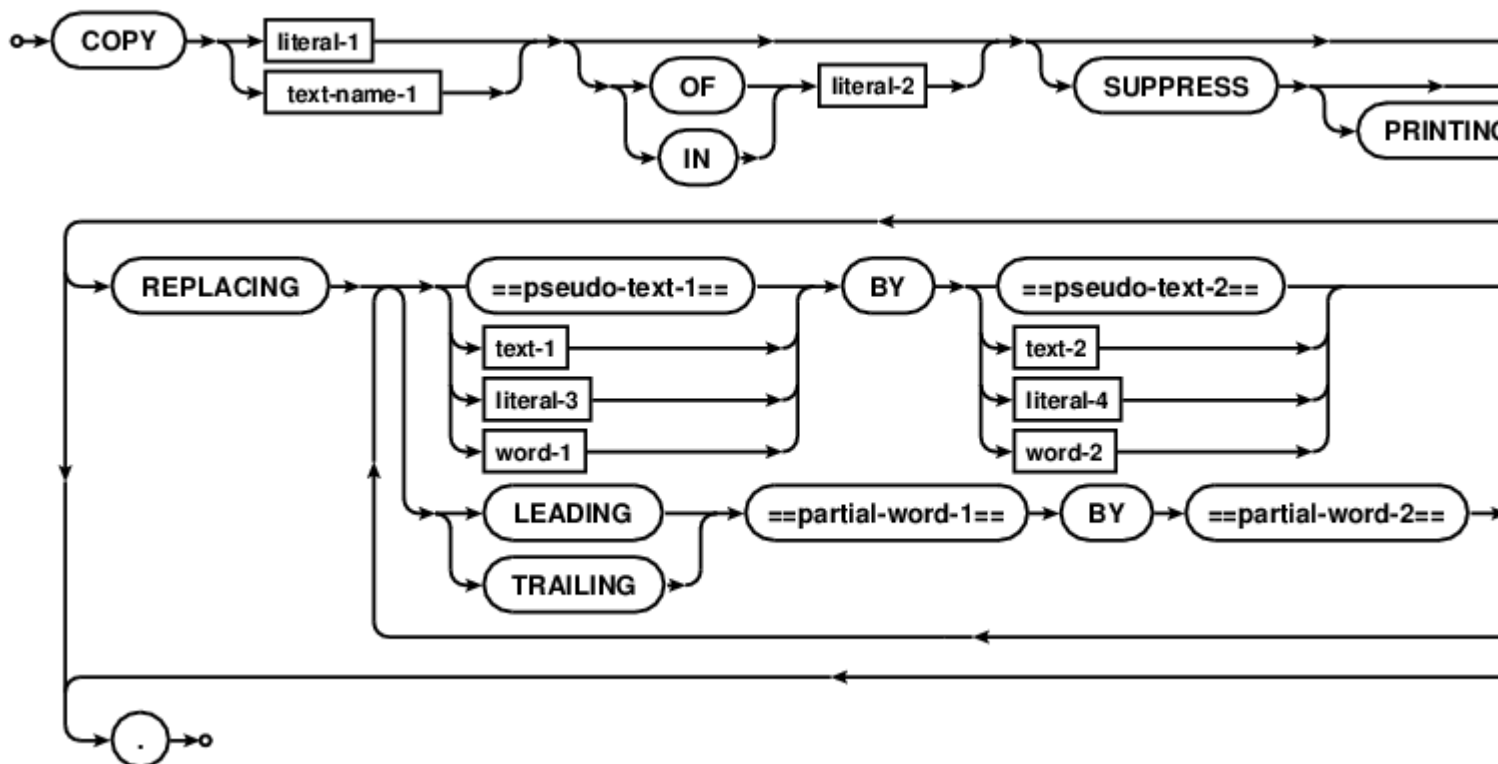 COPY literal-1 OF literal-2 SUPPRESS
text-name-1 IN PRINTING
REPLACING ==pseudo-text-1== BY ==pseudo-text-2==
text-1 text-2
literal-3 literal-4
word-1 word-2
LEADING ==partial-word-1== BY ==partial-word-2==
TRAILING
.